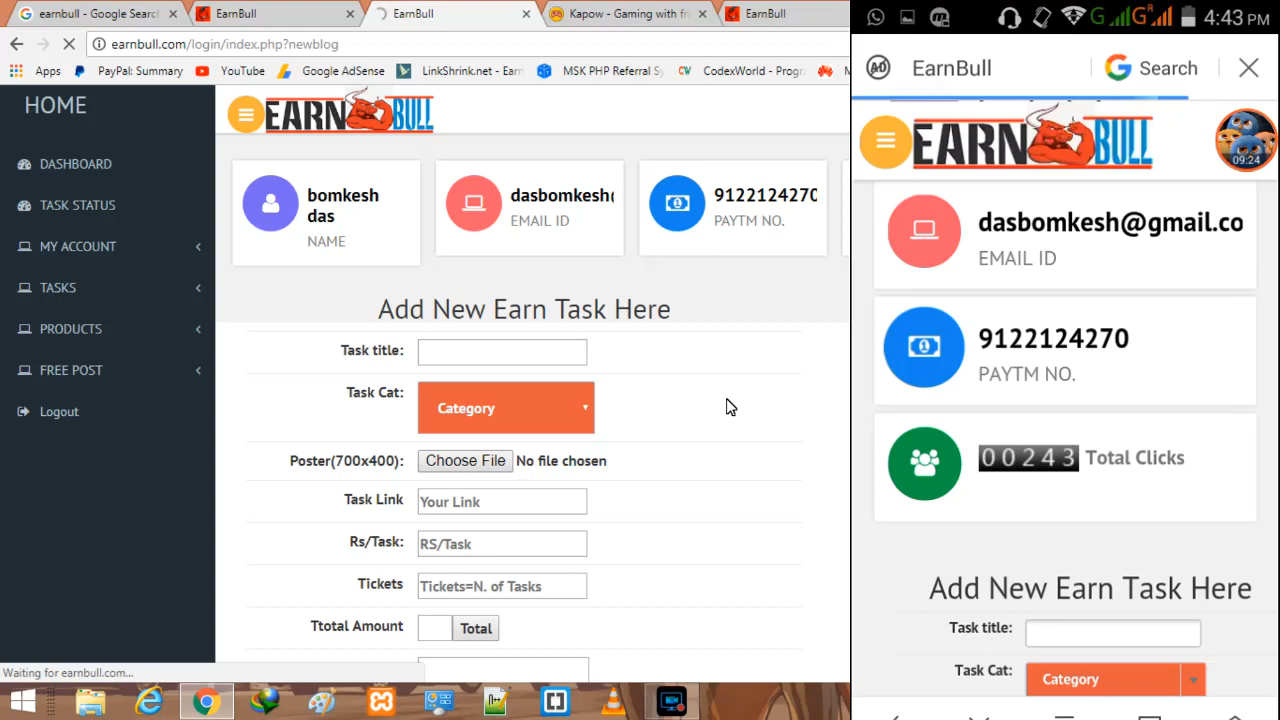 earnbull - Google Search
EarnBull
EarnBull
Kapow - Gaming with fri
EarnBull
earnbull.com/login/index.php?newblog
Apps
PayPal: Summary
YouTube
Google AdSense
LinkShrink.net - Earn
MSK PHP Referral Sy
CodexWorld - Progra
HOME
DASHBOARD
TASK STATUS
MY ACCOUNT
TASKS
PRODUCTS
FREE POST
Logout
EARN BULL
bomkesh
das
NAME
dasbomkesh(
EMAIL ID
9122124270
PAYTM NO.
Add New Earn Task Here
Task title:
Task Cat: Category
Poster(700x400): Choose File No file chosen
Task Link Your Link
Rs/Task: RS/Task
Tickets Tickets=N. of Tasks
Ttotal Amount Total
Waiting for earnbull.com...
4:43 PM
EarnBull
Search
EARN BULL
09:24
dasbomkesh@gmail.co
EMAIL ID
9122124270
PAYTM NO.
00243 Total Clicks
Add New Earn Task Here
Task title:
Task Cat: Category